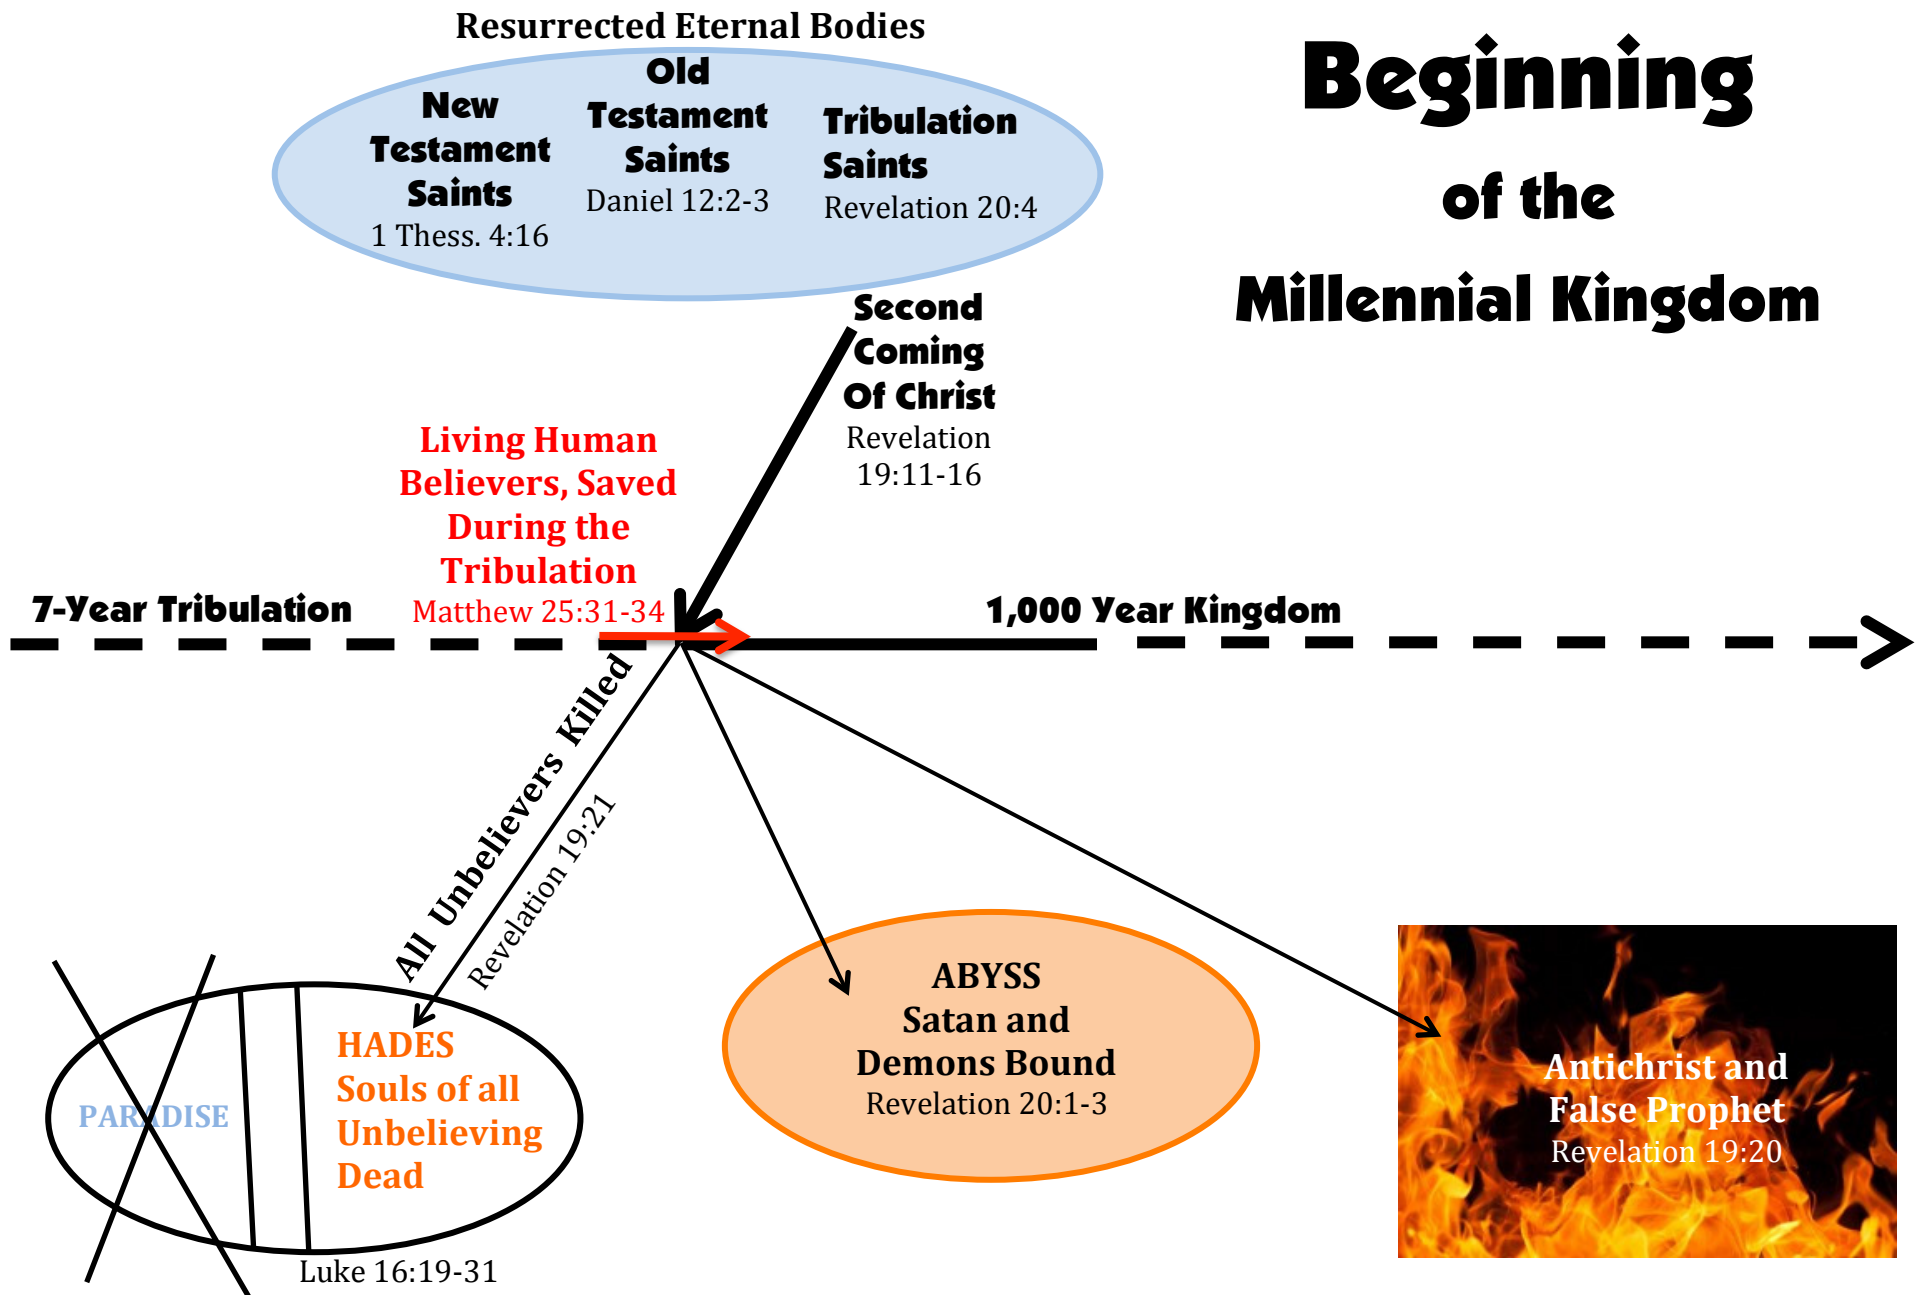 Resurrected Eternal Bodies
New
Testament
Saints
1 Thess. 4:16
Old
Testament
Saints
Daniel 12:2-3
Tribulation
Saints
Revelation 20:4
Beginning
of the
Millennial Kingdom
Second
Coming
Of Christ
Revelation
19:11-16
Living Human
Believers, Saved
During the
Tribulation
Matthew 25:31-34
7-Year Tribulation
1,000 Year Kingdom
All Unbelievers Killed
Revelation 19:21
PARADISE
HADES
Souls of all
Unbelieving
Dead
Luke 16:19-31
ABYSS
Satan and
Demons Bound
Revelation 20:1-3
Antichrist and
False Prophet
Revelation 19:20